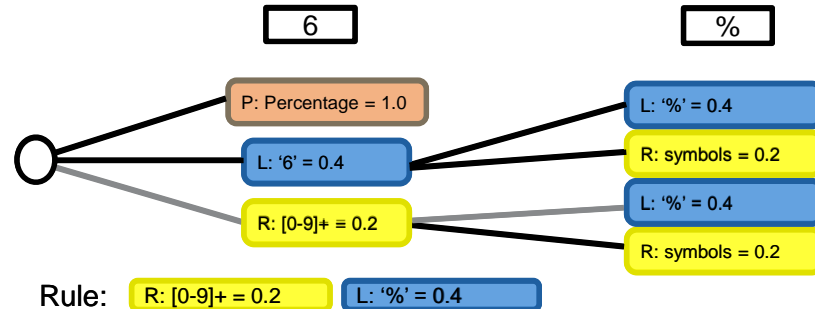 6 %
P: Percentage = 1.0
L: '%' = 0.4
L: ‘6’ = 0.4
R: symbols = 0.2
L: '%' = 0.4
R: [0-9]+ = 0.2
R: symbols = 0.2
Rule: R: [0-9]+ = 0.2 L: ‘%’ = 0.4